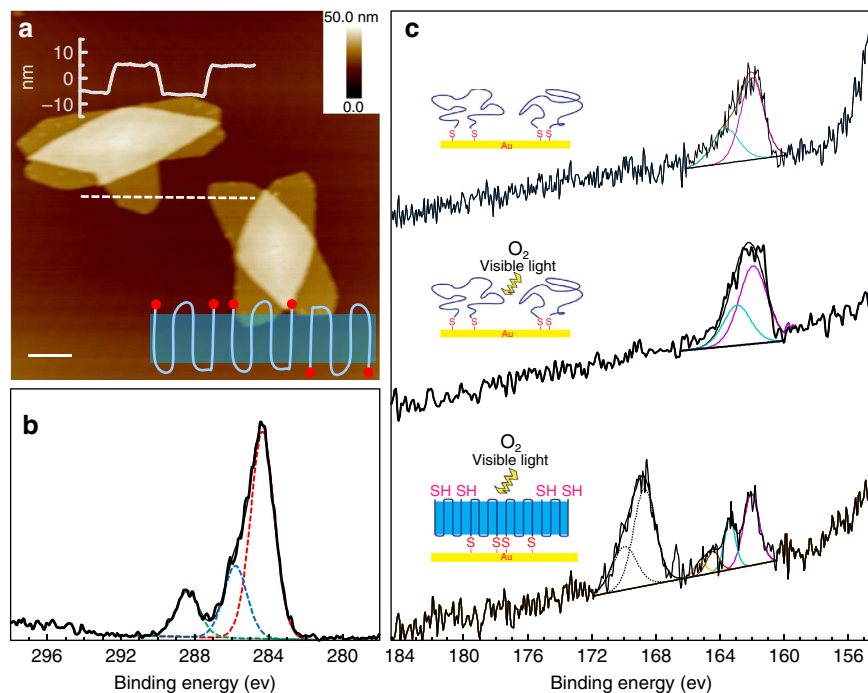 a
50.0 nm
0.0
10
0
−10
nm
b
296
292
288
284
280
Binding energy (ev)
c
S S S S
Au
O2
Visible light
S S S S
Au
O2
Visible light
SH SH SH SH
S SS S
Au
184
180
176
172
168
164
160
156
Binding energy (ev)